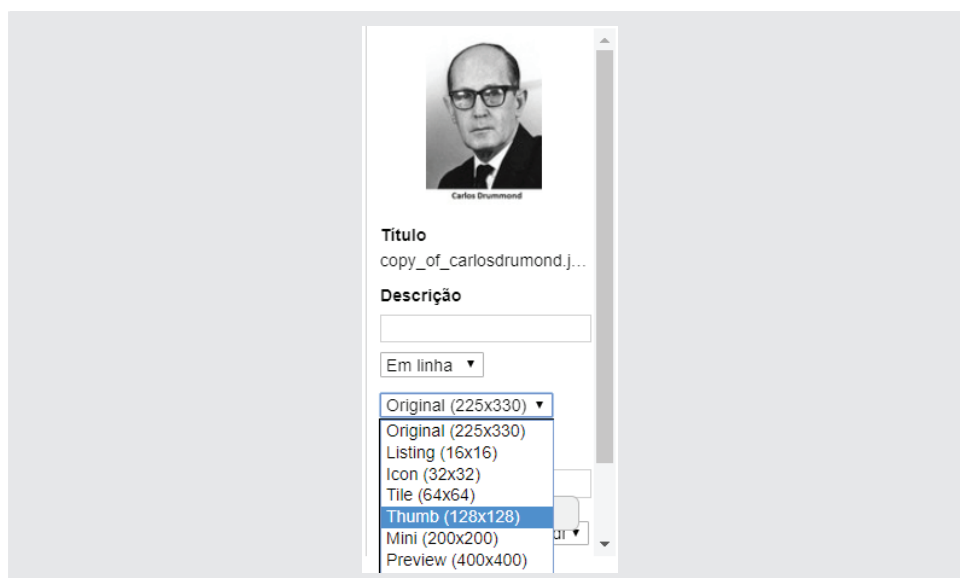 Carlos Drummond
Título
copy_of_carlosdrumond.j...
Descrição
Em linha
Original (225x330)
Original (225x330)
Listing (16x16)
Icon (32x32)
Tile (64x64)
Thumb (128x128)
Mini (200x200)
Preview (400x400)